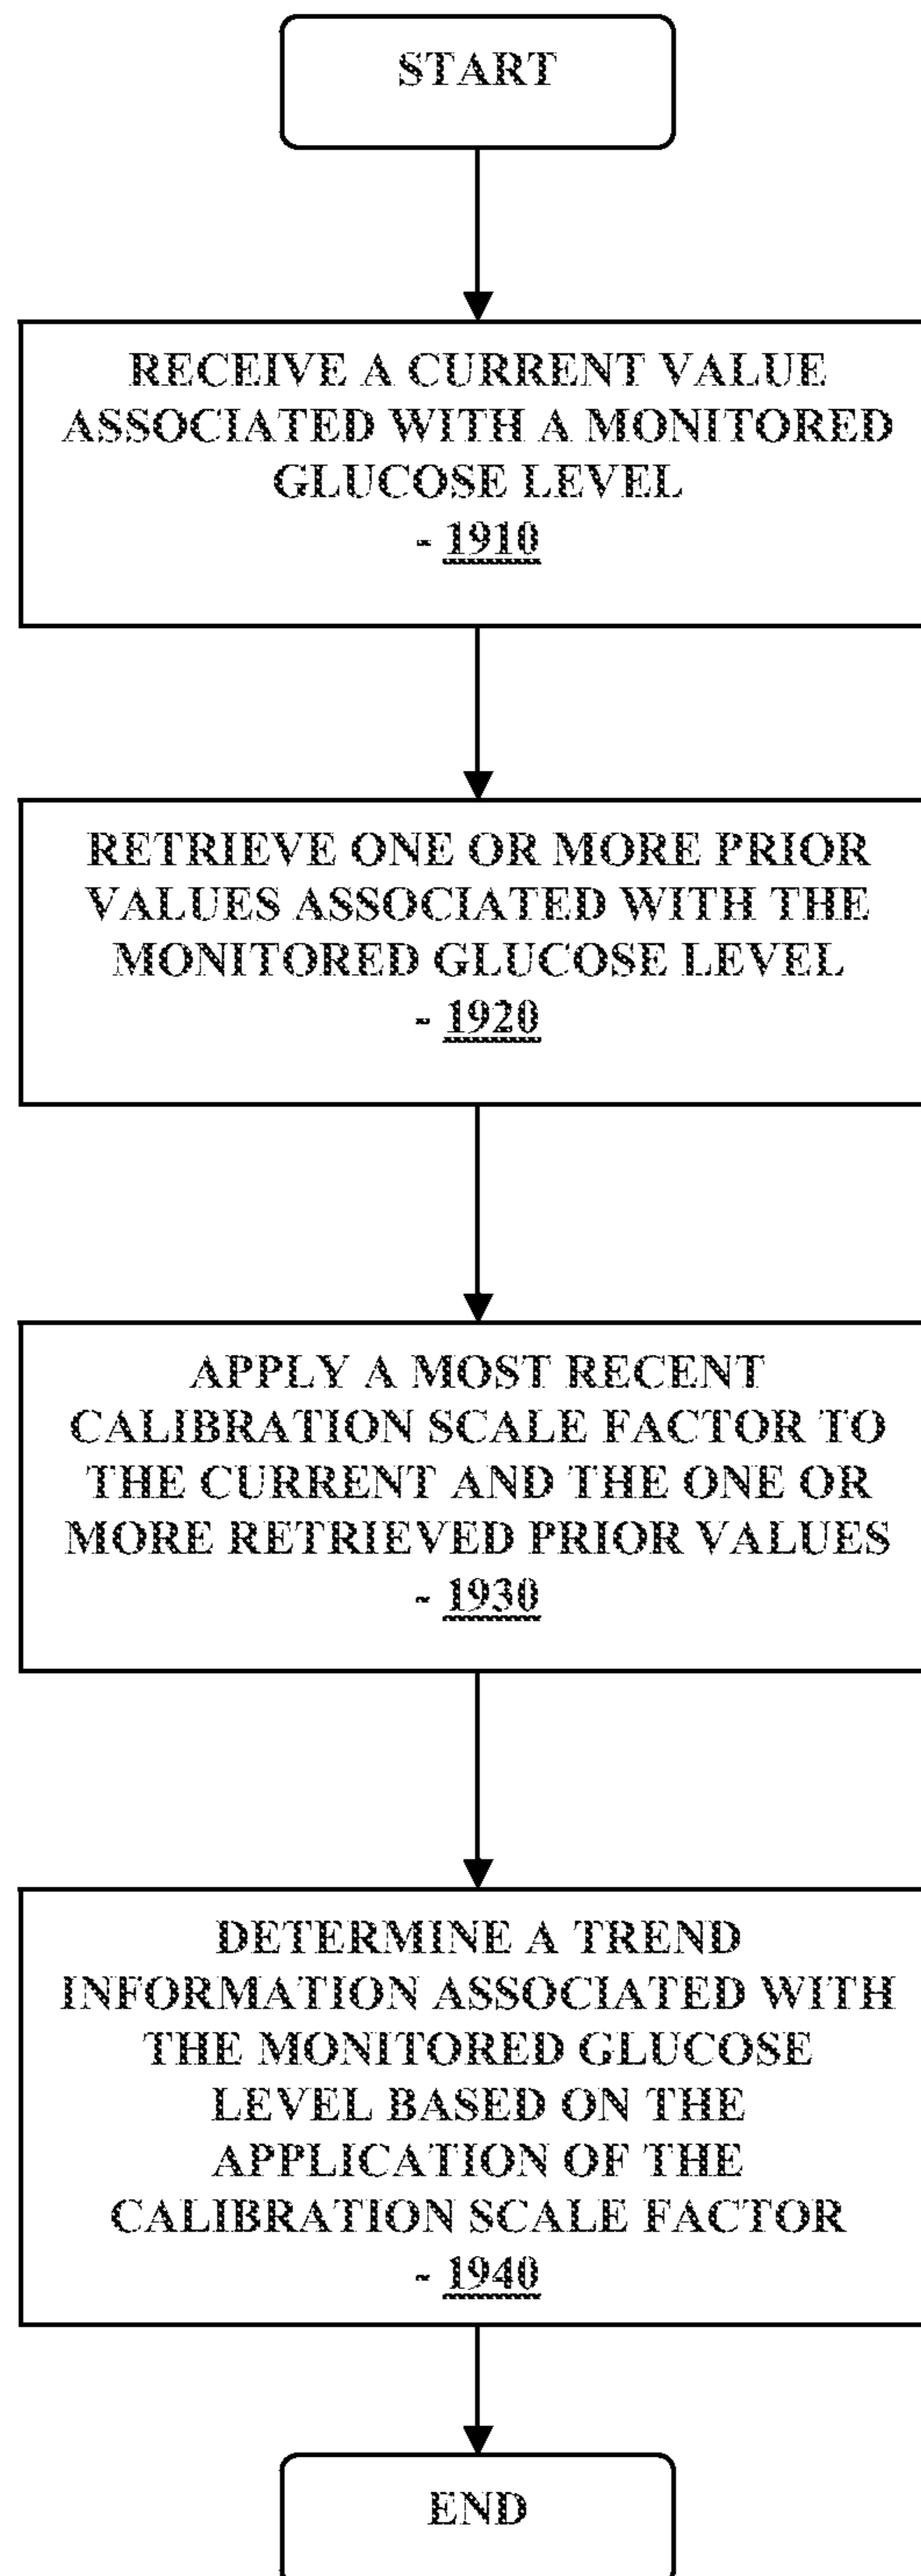 START
RECEIVE A CURRENT VALUE
ASSOCIATED WITH A MONITORED
GLUCOSE LEVEL
- 1910
RETRIEVE ONE OR MORE PRIOR
VALUES ASSOCIATED WITH THE
MONITORED GLUCOSE LEVEL
- 1920
APPLY A MOST RECENT
CALIBRATION SCALE FACTOR TO
THE CURRENT AND THE ONE OR
MORE RETRIEVED PRIOR VALUES
- 1930
DETERMINE A TREND
INFORMATION ASSOCIATED WITH
THE MONITORED GLUCOSE
LEVEL BASED ON THE
APPLICATION OF THE
CALIBRATION SCALE FACTOR
- 1940
END